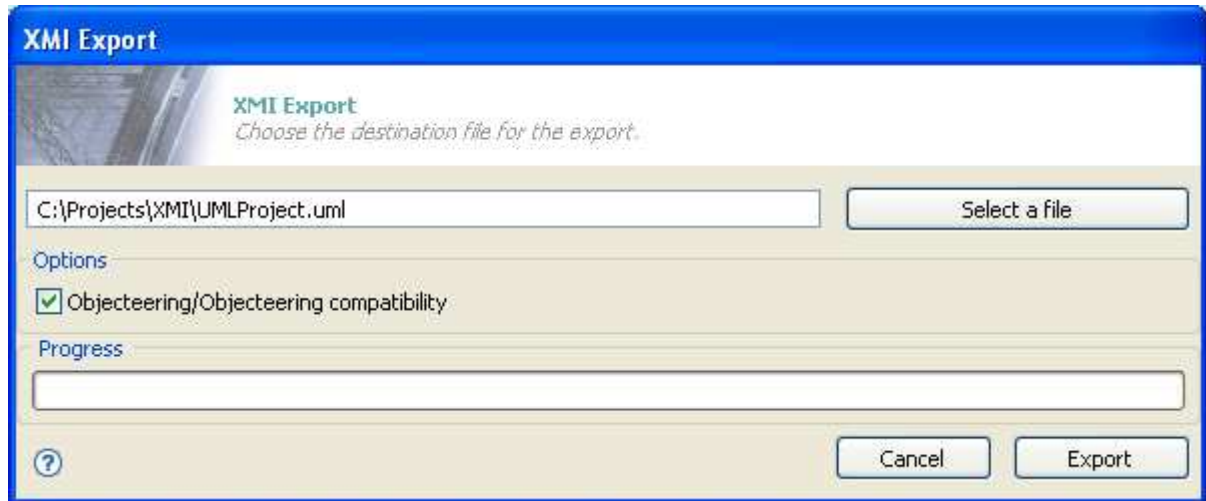 XMI Export
XMI Export
Choose the destination file for the export.
C:\Projects\XMI\UMLProject.uml Select a file
Options
Objecteering/Objecteering compatibility
Progress
? Cancel Export